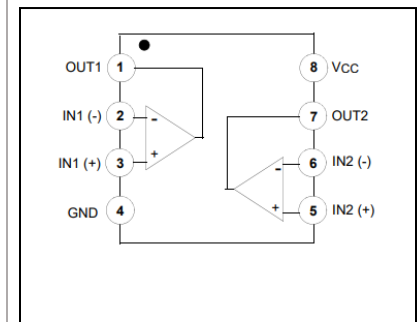 OUT1 1
8 VCC
IN1 (-) 2 -
7 OUT2
IN1 (+) 3 +
- 6 IN2 (-)
GND 4
+ 5 IN2 (+)